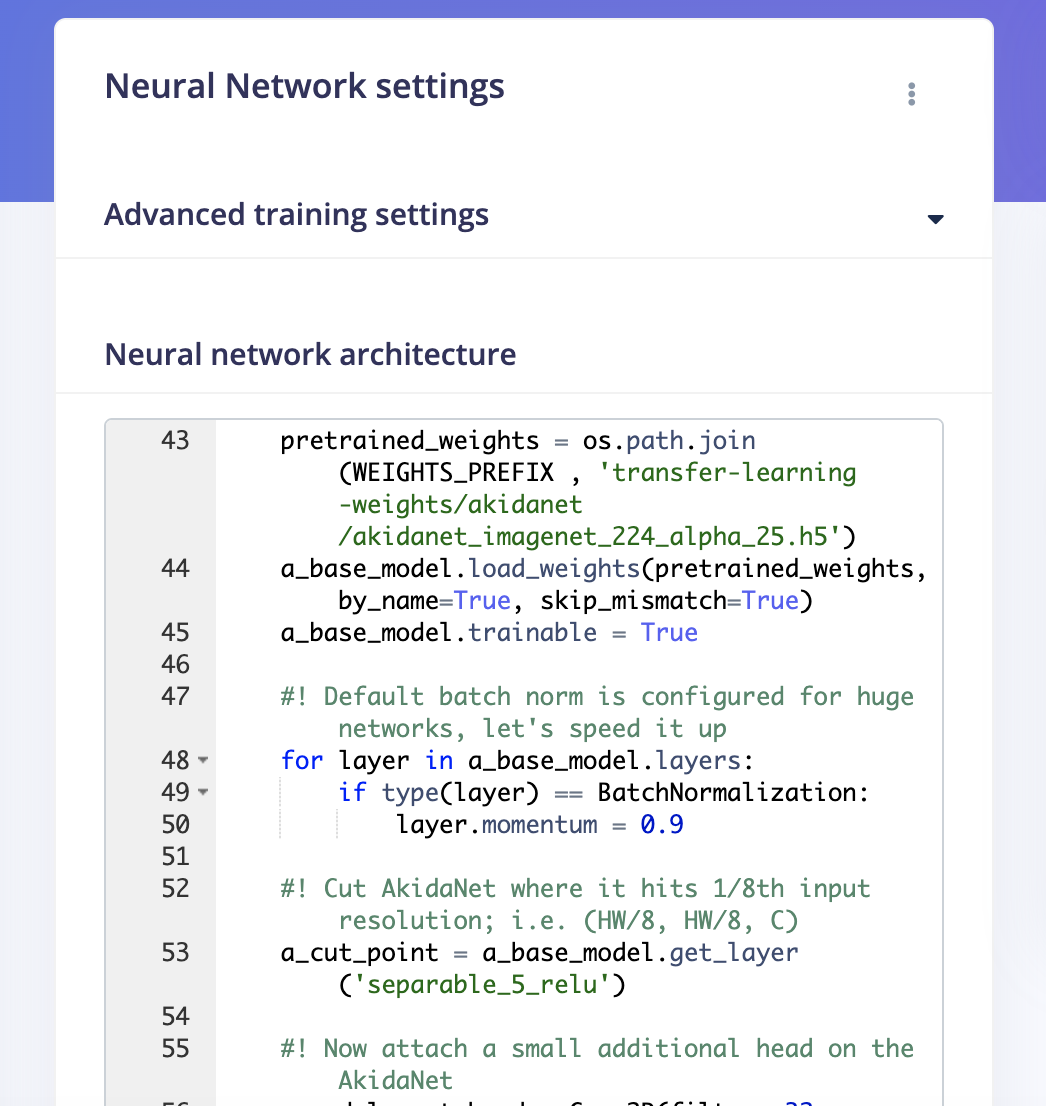 Neural Network settings
Advanced training settings
Neural network architecture
43 pretrained_weights = os.path.join
(WEIGHTS_PREFIX , 'transfer-learning
-weights/akidanet
/akidanet_imagenet_224_alpha_25.h5')
44 a_base_model.load_weights(pretrained_weights,
by_name=True, skip_mismatch=True)
45 a_base_model.trainable = True
46
47 #! Default batch norm is configured for huge
networks, let's speed it up
48 for layer in a_base_model.layers:
49 if type(layer) == BatchNormalization:
50 layer.momentum = 0.9
51
52 #! Cut AkidaNet where it hits 1/8th input
resolution; i.e. (HW/8, HW/8, C)
53 a_cut_point = a_base_model.get_layer
('separable_5_relu')
54
55 #! Now attach a small additional head on the
AkidaNet